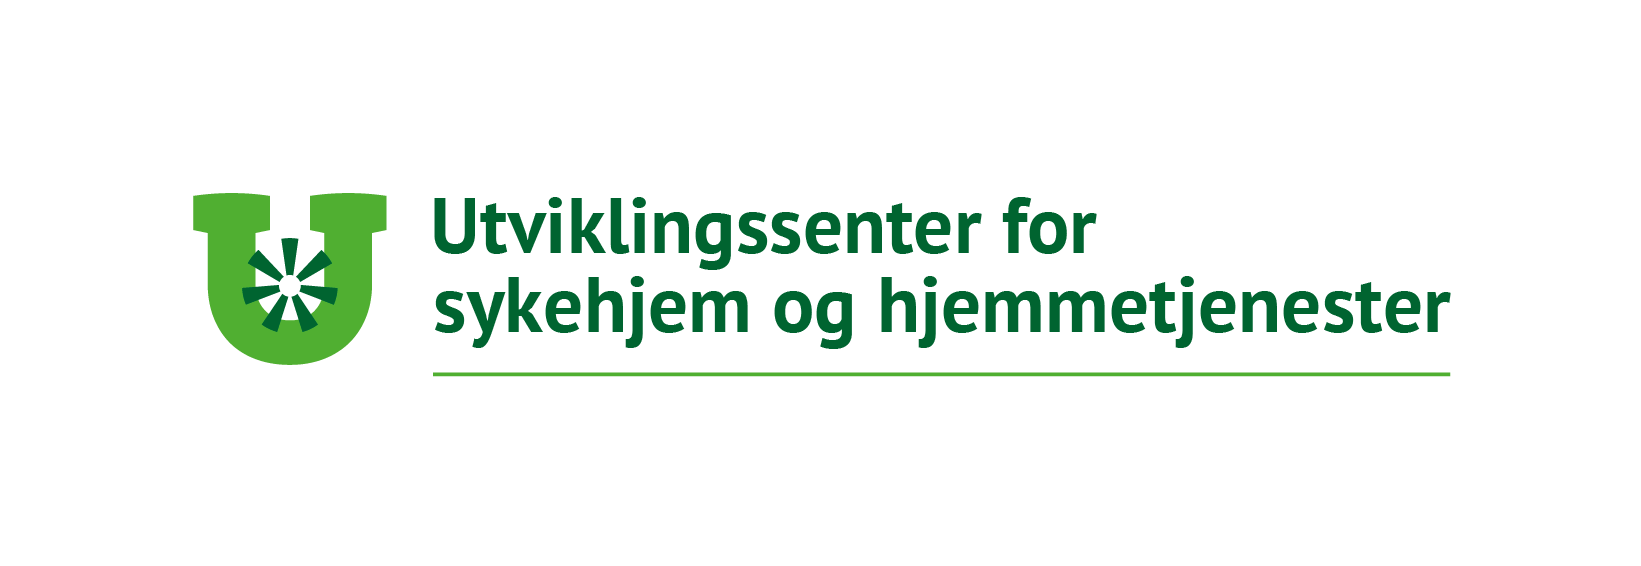 Utviklingssenter for
sykehjem og hjemmetjenester